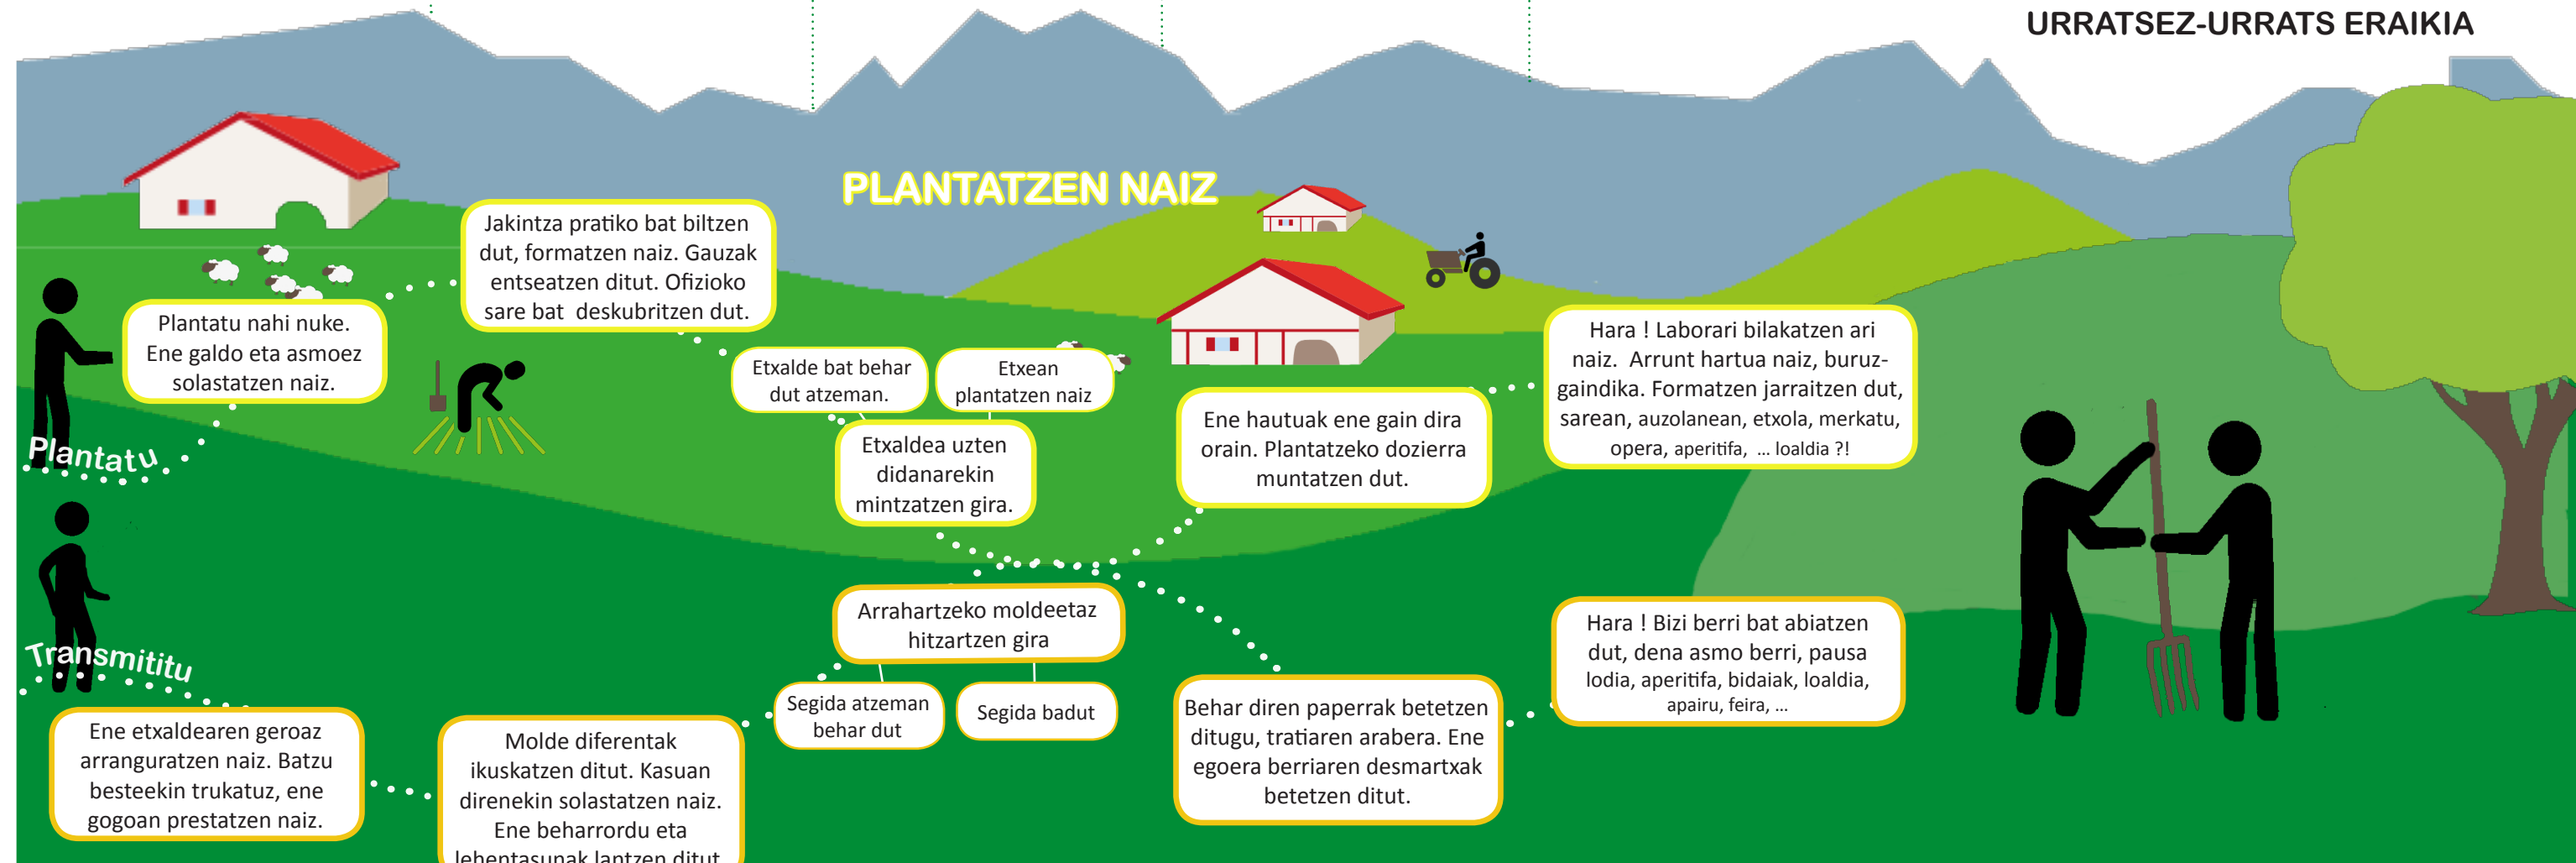 URRATSEZ-URRATS ERAIKIA
PLANTATZEN NAIZ
Plantatu
Plantatu nahi nuke.
Ene galdo eta asmoez
solastatzen naiz.
Jakintza pratiko bat biltzen
dut, formatzen naiz. Gauzak
entseatzen ditut. Ofizioko
sare bat deskubritzen dut.
Etxalde bat behar
dut atzeman.
Etxean
plantatzen naiz
Etxaldea uzten
didanarekin
mintzatzen gira.
Ene hautuak ene gain dira
orain. Plantatzeko dozierra
muntatzen dut.
Hara ! Laborari bilakatzen ari
naiz. Arrunt hartua naiz, buruz-
gaindika. Formatzen jarraitzen dut,
sarean, auzolanean, etxola, merkatu,
opera, aperitifa, ... loaldia ?!
Transmititu
Ene etxaldearen geroaz
arranguratzen naiz. Batzu
besteekin trukatuz, ene
gogoan prestatzen naiz.
Molde diferentak
ikuskatzen ditut. Kasuan
direnekin solastatzen naiz.
Ene beharrordu eta
lehentasunak lantzen ditut.
Arrahartzeko moldeetaz
hitzartzen gira
Segida atzeman
behar dut
Segida badut
Behar diren paperrak betetzen
ditugu, tratiaren arabera. Ene
egoera berriaren desmartxak
betetzen ditut.
Hara ! Bizi berri bat abiatzen
dut, dena asmo berri, pausa
lodia, aperitifa, bidaiak, loaldia,
apairu, feira, ...